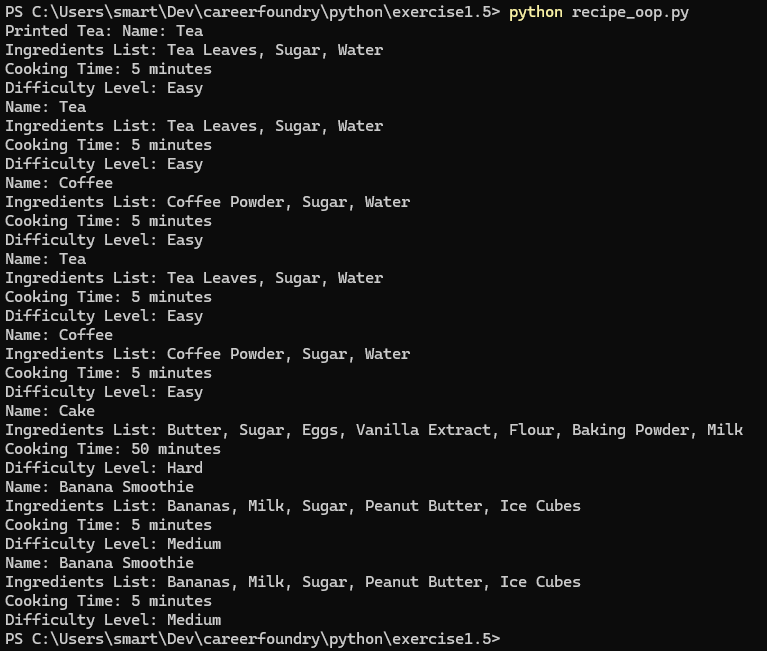 PS C:\Users\smart\Dev\careerfoundry\python\exercise1.5> python recipe_oop.py
Printed Tea: Name: Tea
Ingredients List: Tea Leaves, Sugar, Water
Cooking Time: 5 minutes
Difficulty Level: Easy
Name: Tea
Ingredients List: Tea Leaves, Sugar, Water
Cooking Time: 5 minutes
Difficulty Level: Easy
Name: Coffee
Ingredients List: Coffee Powder, Sugar, Water
Cooking Time: 5 minutes
Difficulty Level: Easy
Name: Tea
Ingredients List: Tea Leaves, Sugar, Water
Cooking Time: 5 minutes
Difficulty Level: Easy
Name: Coffee
Ingredients List: Coffee Powder, Sugar, Water
Cooking Time: 5 minutes
Difficulty Level: Easy
Name: Cake
Ingredients List: Butter, Sugar, Eggs, Vanilla Extract, Flour, Baking Powder, Milk
Cooking Time: 50 minutes
Difficulty Level: Hard
Name: Banana Smoothie
Ingredients List: Bananas, Milk, Sugar, Peanut Butter, Ice Cubes
Cooking Time: 5 minutes
Difficulty Level: Medium
Name: Banana Smoothie
Ingredients List: Bananas, Milk, Sugar, Peanut Butter, Ice Cubes
Cooking Time: 5 minutes
Difficulty Level: Medium
PS C:\Users\smart\Dev\careerfoundry\python\exercise1.5>